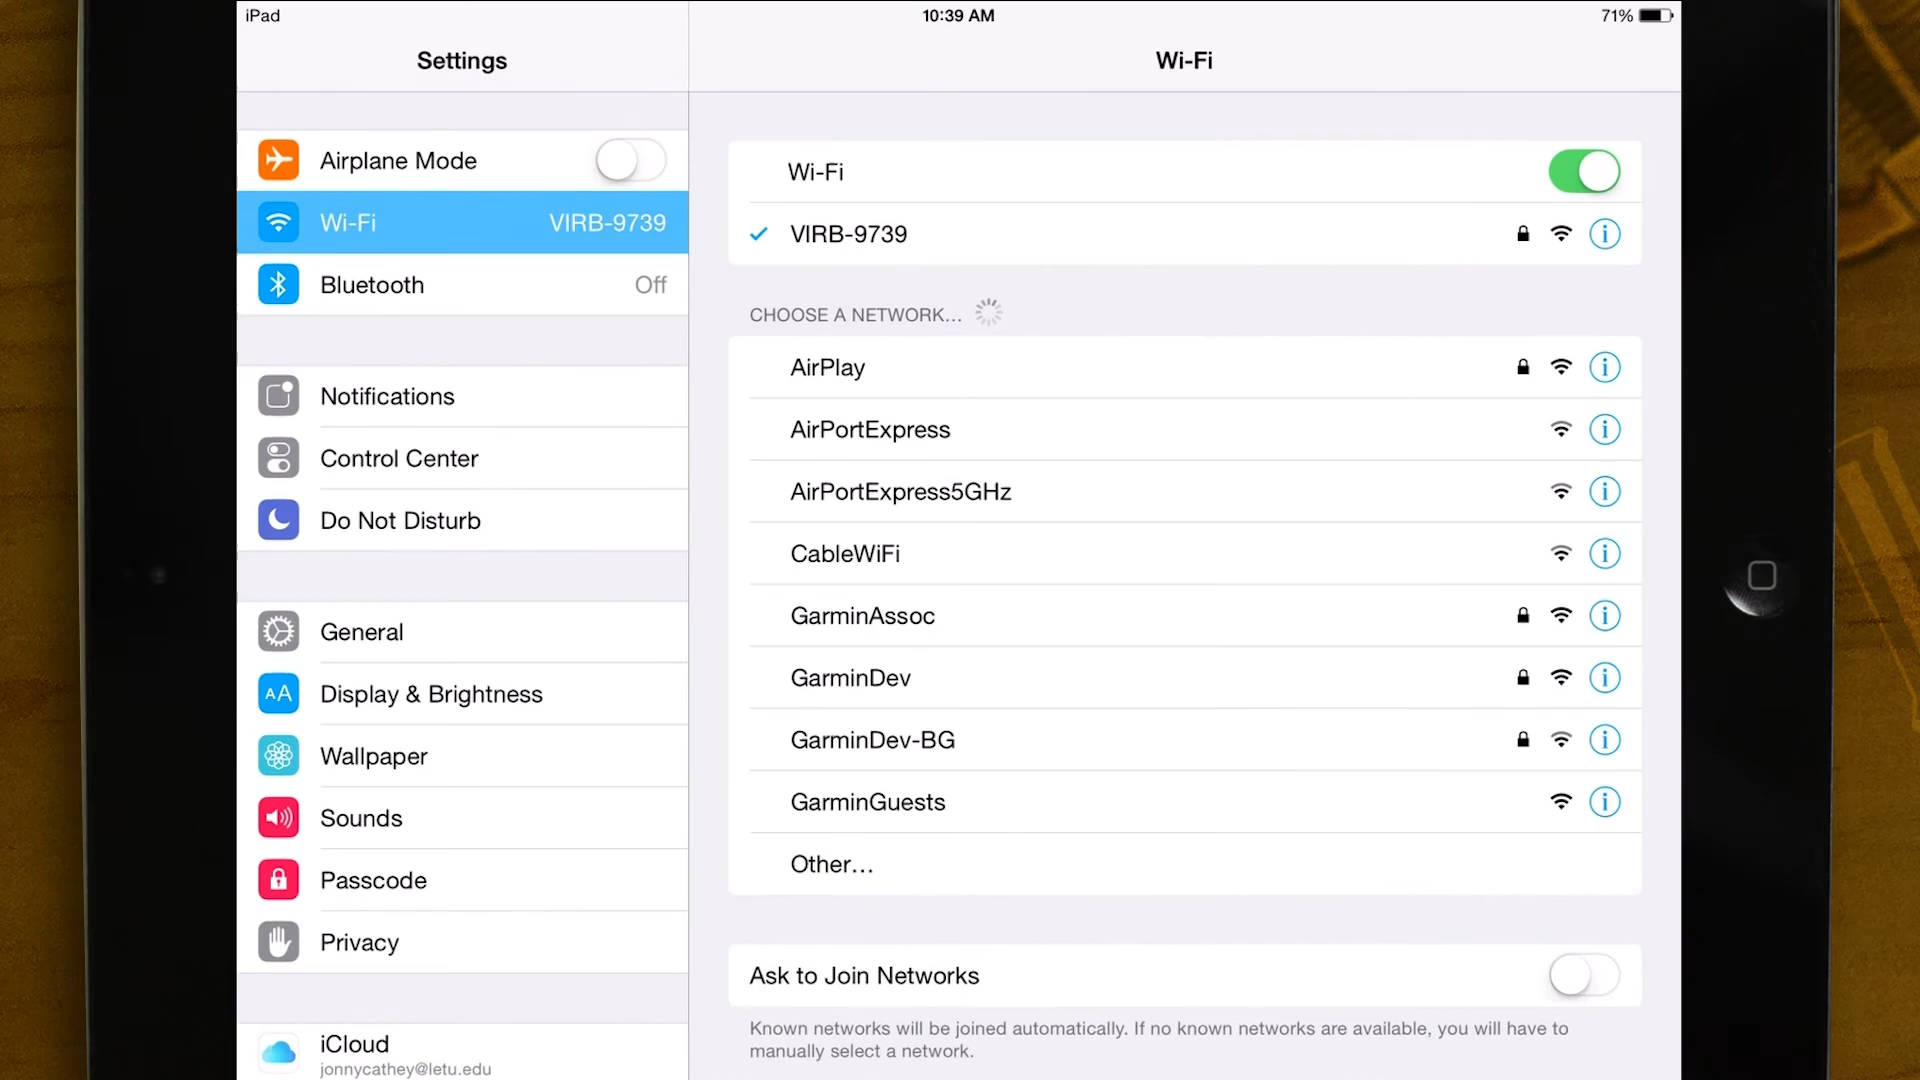 iPad
10:39 AM
71%
Settings
Wi-Fi
Airplane Mode
Wi-Fi VIRB-9739
Bluetooth Off
Notifications
Control Center
Do Not Disturb
General
AA Display & Brightness
Wallpaper
Sounds
Passcode
Privacy
iCloud
jonnycathey@letu.edu
Wi-Fi
VIRB-9739
CHOOSE A NETWORK...
AirPlay
AirPortExpress
AirPortExpress5GHz
CableWiFi
GarminAssoc
GarminDev
GarminDev-BG
GarminGuests
Other...
Ask to Join Networks
Known networks will be joined automatically. If no known networks are available, you will have to
manually select a network.